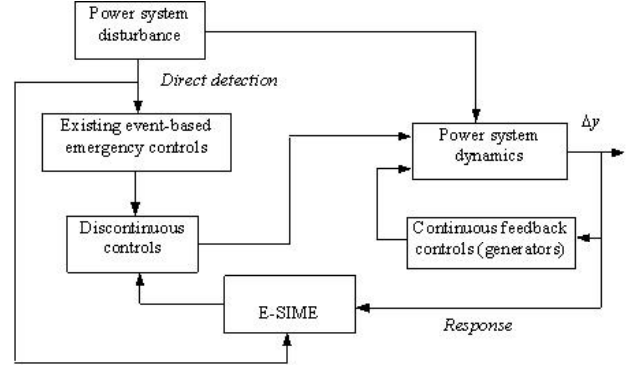 Power system
disturbance
Direct detection
Existing event-based
emergency controls
Power system
dynamics
Δy
Discontinuous
controls
Continuous feedback
controls (generators)
E-SIME
Response